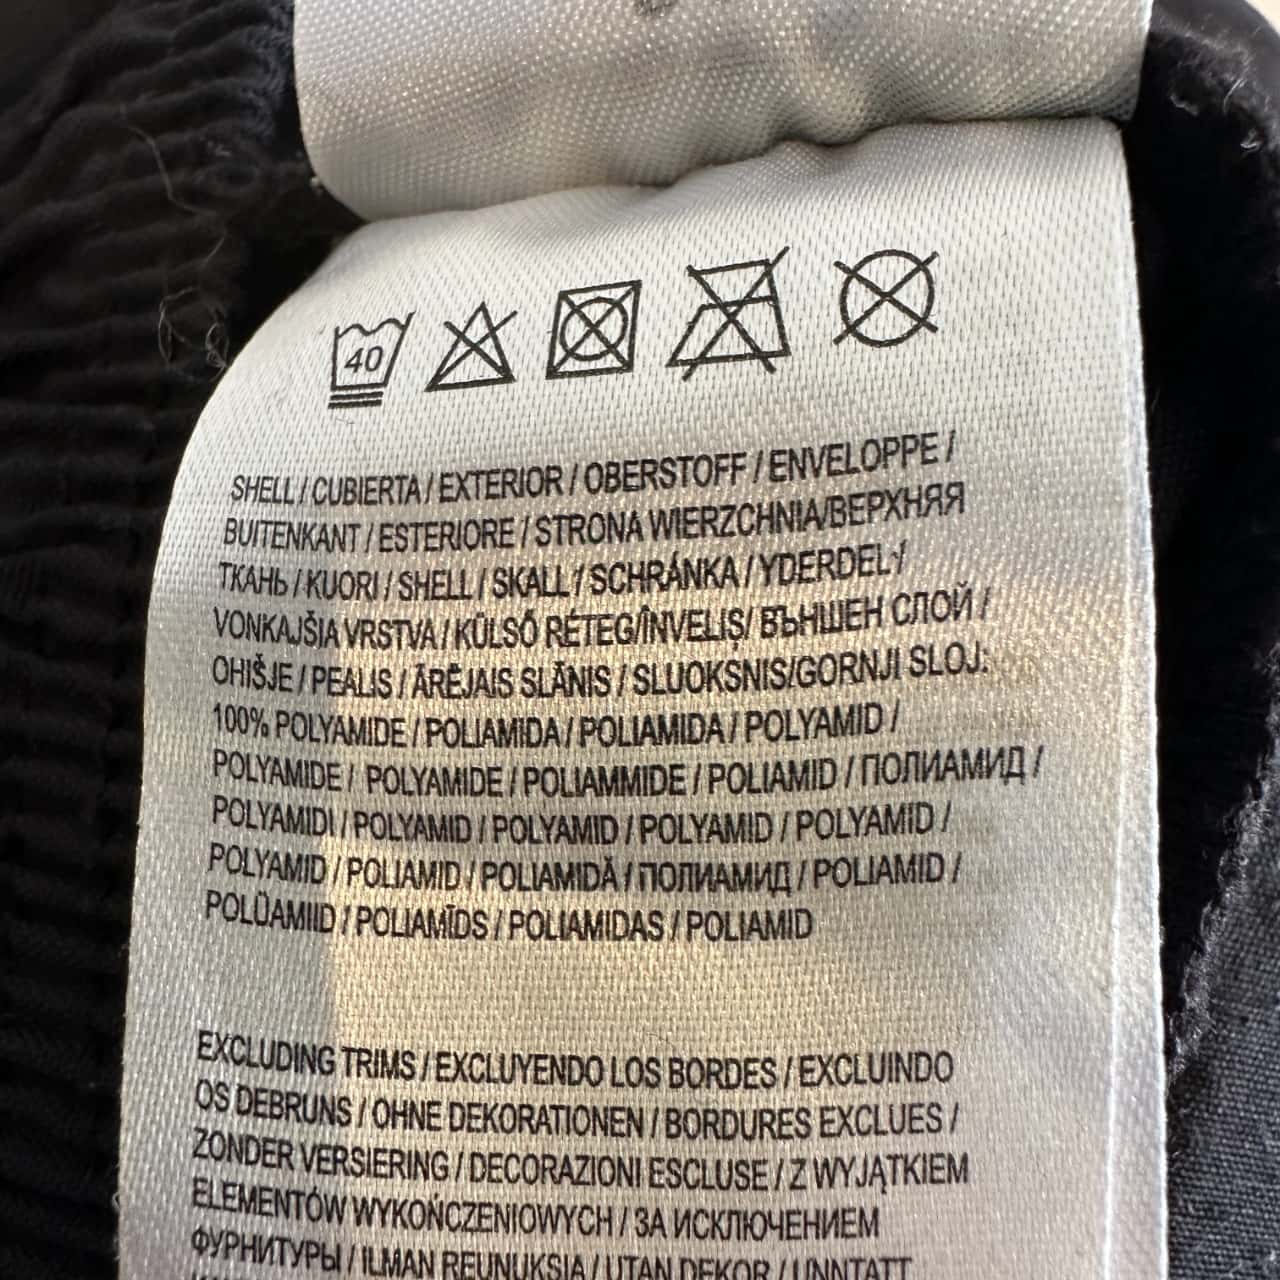 40
SHELL / CUBIERTA / EXTERIOR / OBERSTOFF / ENVELOPPE /
BUITENKANT / ESTERIORE / STRONA WIERZCHNIA/ВЕРХНЯЯ
ТКАНЬ / KUORI / SHELL / SKALL / SCHRÁNKA / YDERDEL /
VONKAJŠIA VRSTVA / KÜLSŐ RÉTEG/ÎNVELIȘ/ ВЪНШЕН СЛОЙ /
OHIŠJE / PEALIS / ĀRĒJAIS SLĀNIS / SLUOKSNIS/GORNJI SLOJ:
100% POLYAMIDE / POLIAMIDA / POLIAMIDA / POLYAMID /
POLYAMIDE / POLYAMIDE / POLIAMMIDE / POLIAMID / ПОЛИАМИД /
POLYAMIDI / POLYAMID / POLYAMID / POLYAMID / POLYAMID /
POLYAMID / POLIAMID / POLIAMIDĂ / ПОЛИАМИД / POLIAMID /
POLÜAMIID / POLIAMĪDS / POLIAMIDAS / POLIAMID
EXCLUDING TRIMS / EXCLUYENDO LOS BORDES / EXCLUINDO
OS DEBRUNS / OHNE DEKORATIONEN / BORDURES EXCLUES /
ZONDER VERSIERING / DECORAZIONI ESCLUSE / Z WYJĄTKIEM
ELEMENTÓW WYKOŃCZENIOWYCH / ЗА ИСКЛЮЧЕНИЕМ
ФУРНИТУРЫ / ILMAN REUNUKSIA / UTAN DEKOR / UNNTATT